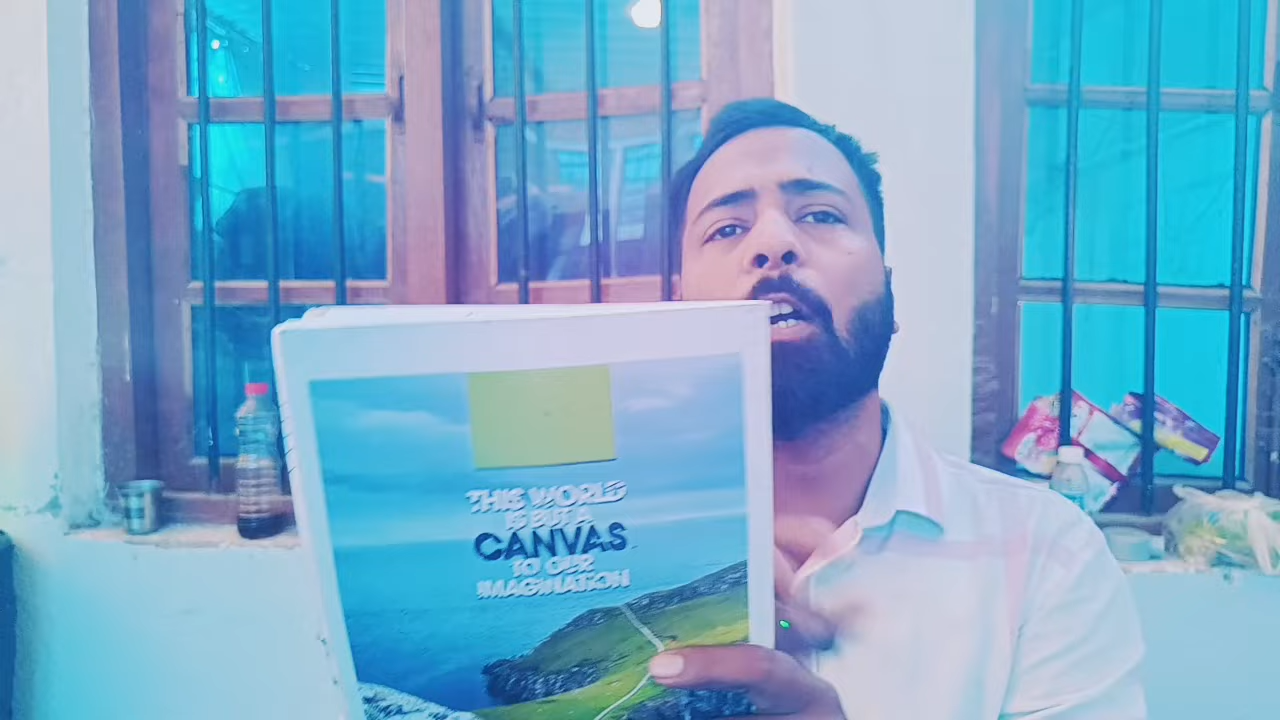 THIS WORLD
IS BUT A
CANVAS
TO OUR
IMAGINATION